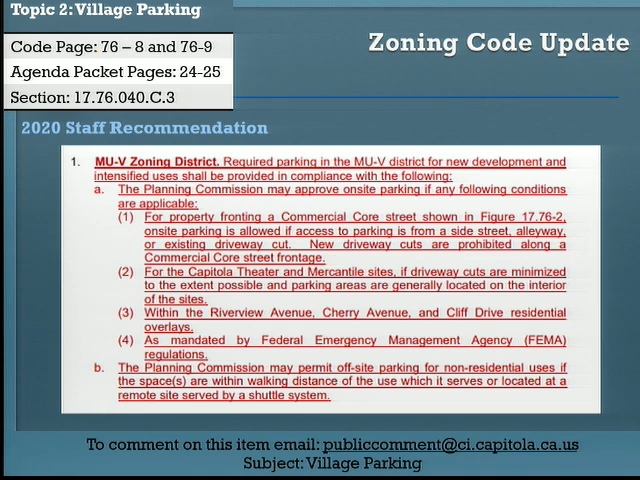 Topic 2: Village Parking
Code Page: 76 – 8 and 76-9
Agenda Packet Pages: 24-25
Section: 17.76.040.C.3
Zoning Code Update
2020 Staff Recommendation
1. MU-V Zoning District. Required parking in the MU-V district for new development and
intensified uses shall be provided in compliance with the following:
a. The Planning Commission may approve onsite parking if any following conditions
are applicable:
(1) For property fronting a Commercial Core street shown in Figure 17.76-2,
onsite parking is allowed if access to parking is from a side street, alleyway,
or existing driveway cut. New driveway cuts are prohibited along a
Commercial Core street frontage.
(2) For the Capitola Theater and Mercantile sites, if driveway cuts are minimized
to the extent possible and parking areas are generally located on the interior
of the sites.
(3) Within the Riverview Avenue, Cherry Avenue, and Cliff Drive residential
overlays.
(4) As mandated by Federal Emergency Management Agency (FEMA)
regulations.
b. The Planning Commission may permit off-site parking for non-residential uses if
the space(s) are within walking distance of the use which it serves or located at a
remote site served by a shuttle system.
To comment on this item email: publiccomment@ci.capitola.ca.us
Subject: Village Parking